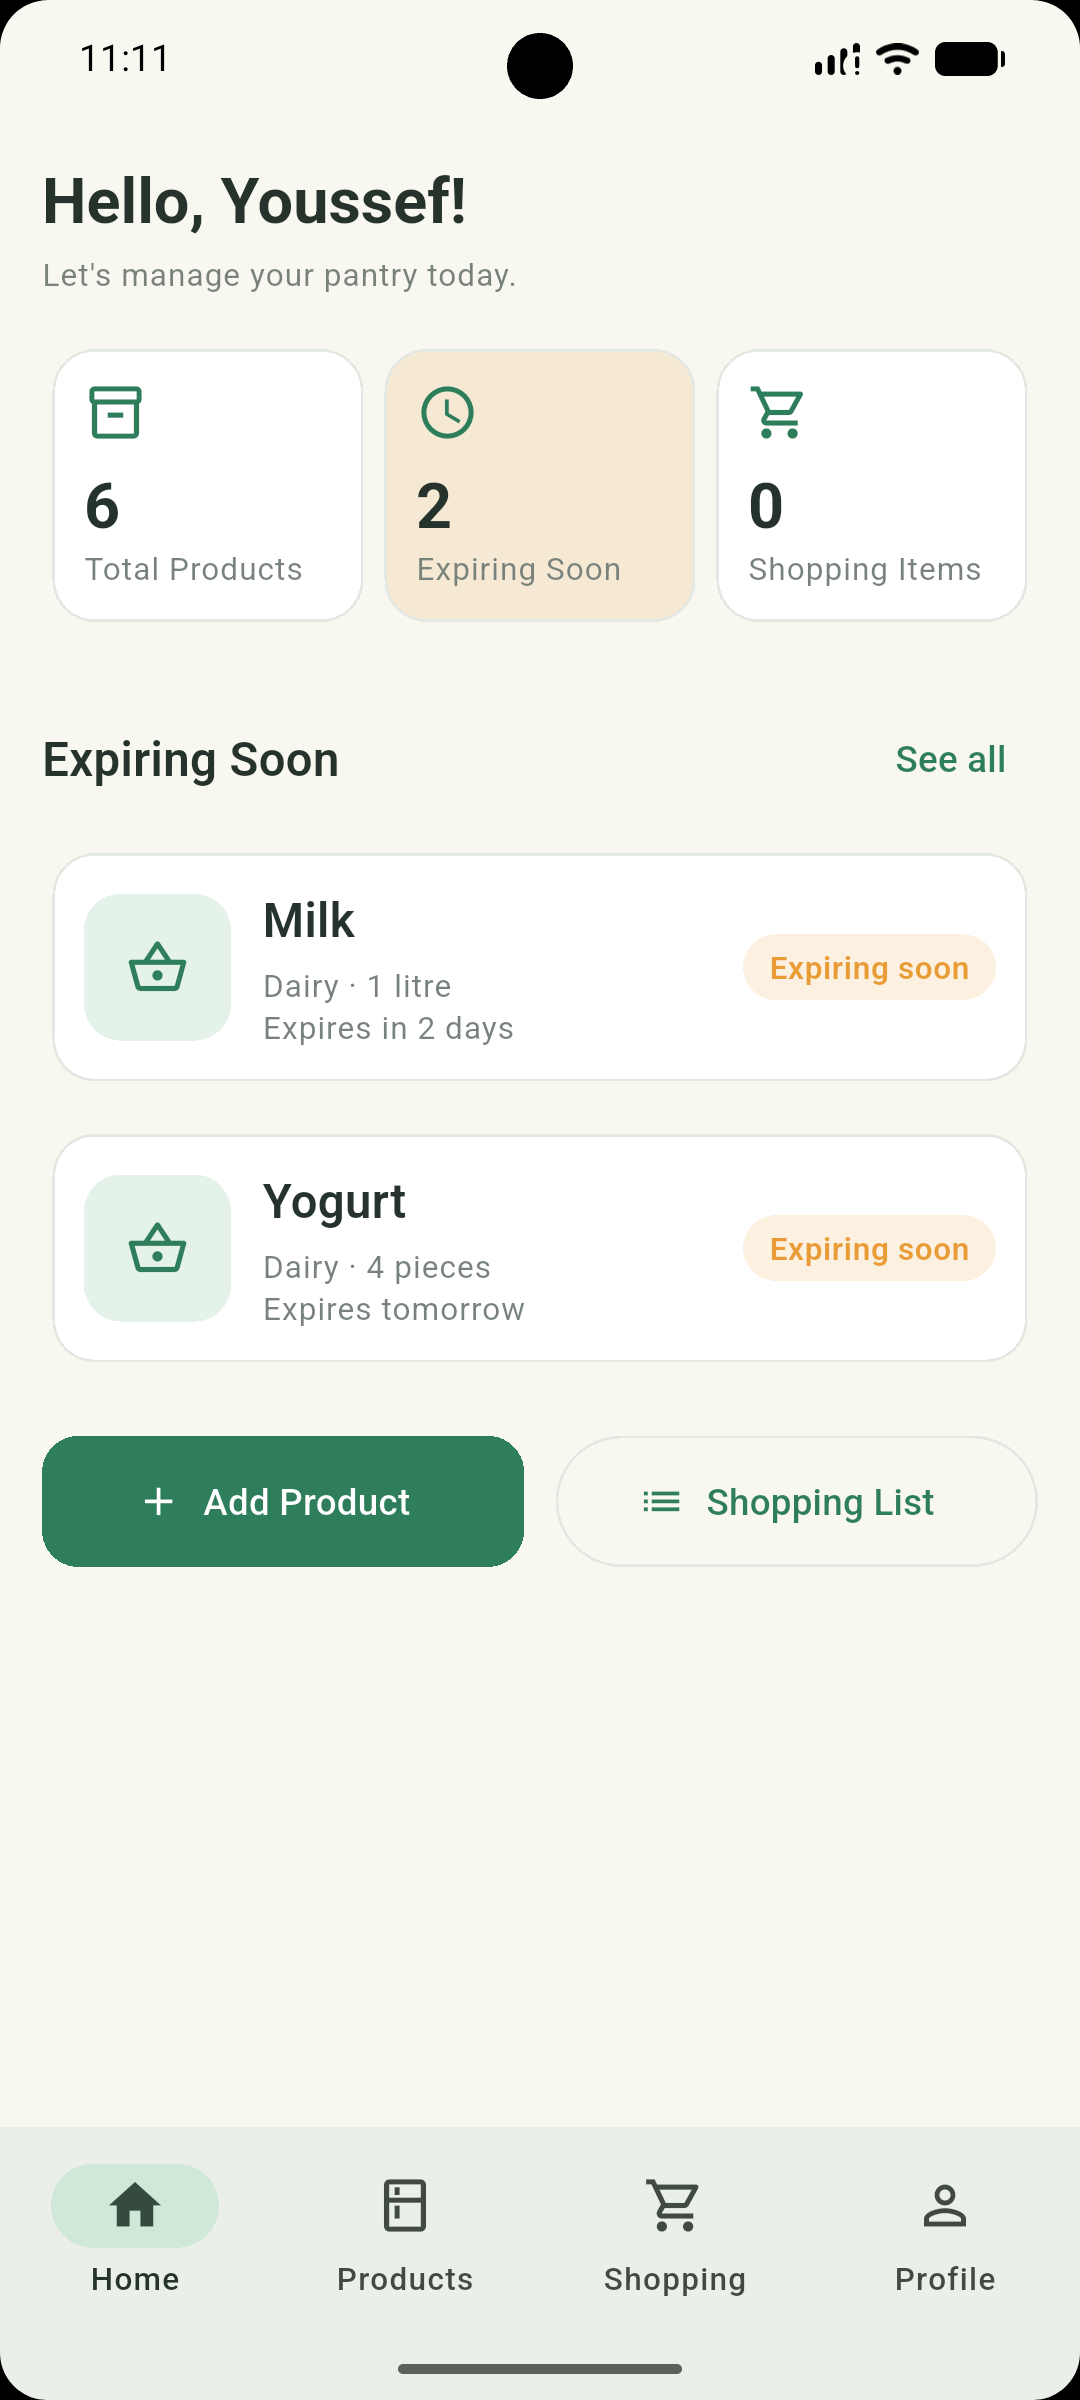 11:11
Hello, Youssef!
Let's manage your pantry today.
6
Total Products
2
Expiring Soon
0
Shopping Items
Expiring Soon
See all
Milk
Dairy · 1 litre
Expires in 2 days
Expiring soon
Yogurt
Dairy · 4 pieces
Expires tomorrow
Expiring soon
Add Product
Shopping List
Home
Products
Shopping
Profile